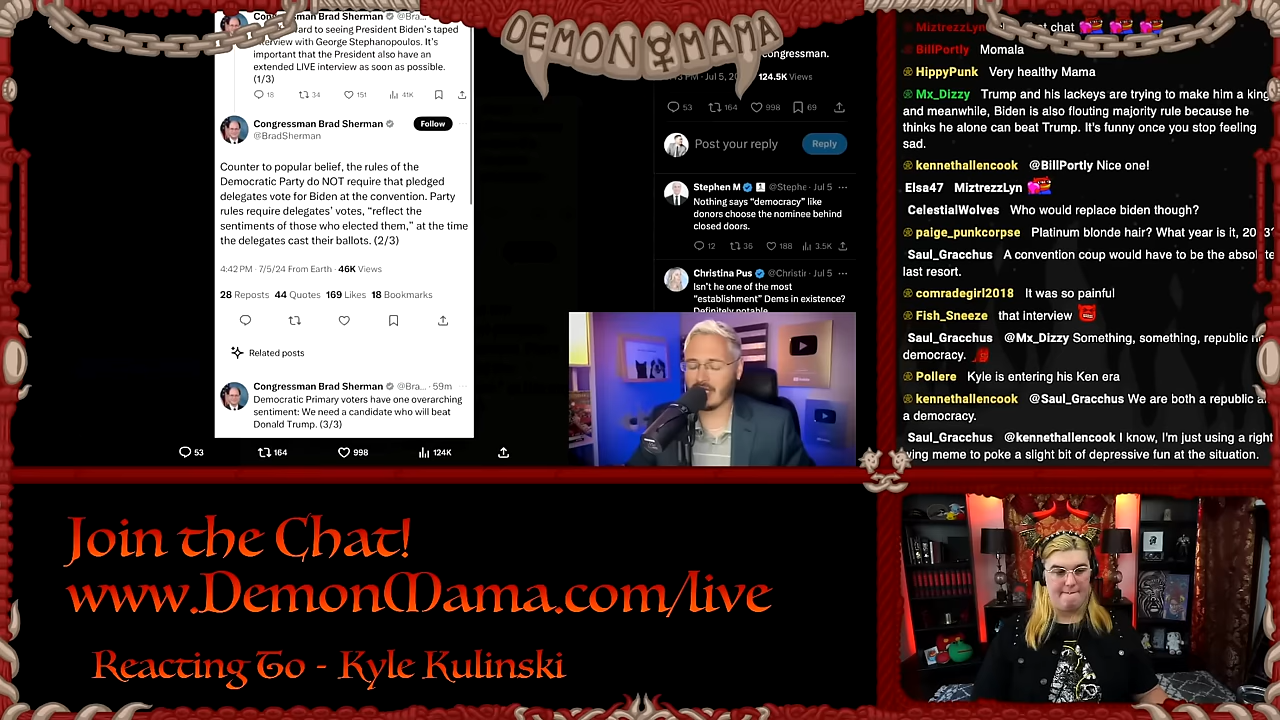 DEMON MAMA
Congressman Brad Sherman @Bra...
interview with George Stephanopoulos. It's
important that the President also have an
extended LIVE interview as soon as possible.
(1/3)
18 34 151 41K
Congressman Brad Sherman
Follow
@BradSherman
Counter to popular belief, the rules of the
Democratic Party do NOT require that pledged
delegates vote for Biden at the convention. Party
rules require delegates' votes, "reflect the
sentiments of those who elected them," at the time
the delegates cast their ballots. (2/3)
4:42 PM · 7/5/24 From Earth · 46K Views
28 Reposts 44 Quotes 169 Likes 18 Bookmarks
Related posts
Congressman Brad Sherman @Bra... · 59m
Democratic Primary voters have one overarching
sentiment: We need a candidate who will beat
Donald Trump. (3/3)
53 164 998 124K
congressman.
PM · Jul 5, 20 124.5K Views
53 164 998 69
Post your reply Reply
Stephen M @Stephe · Jul 5 ...
Nothing says "democracy" like
donors choose the nominee behind
closed doors.
12 36 188 3.5K
Christina Pus @Christir · Jul 5 ...
Isn't he one of the most
"establishment" Dems in existence?
Definitely notable
MiztrezzLyn chat
BillPortly Momala
HippyPunk Very healthy Mama
Mx_Dizzy Trump and his lackeys are trying to make him a king
and meanwhile, Biden is also flouting majority rule because he
thinks he alone can beat Trump. It's funny once you stop feeling
sad.
kennethallencook @BillPortly Nice one!
Elsa47 MiztrezzLyn
CelestialWolves Who would replace biden though?
paige_punkcorpse Platinum blonde hair? What year is it,
Saul_Gracchus A convention coup would have to be the
last resort.
comradegirl2018 It was so painful
Fish_Sneeze that interview
Saul_Gracchus @Mx_Dizzy Something, something, republic
democracy.
Pollere Kyle is entering his Ken era
kennethallencook @Saul_Gracchus We are both a republic
a democracy.
Saul_Gracchus @kennethallencook I know, I'm just using a right
wing meme to poke a slight bit of depressive fun at the situation.
Join the Chat!
www.DemonMama.com/live
Reacting To - Kyle Kulinski